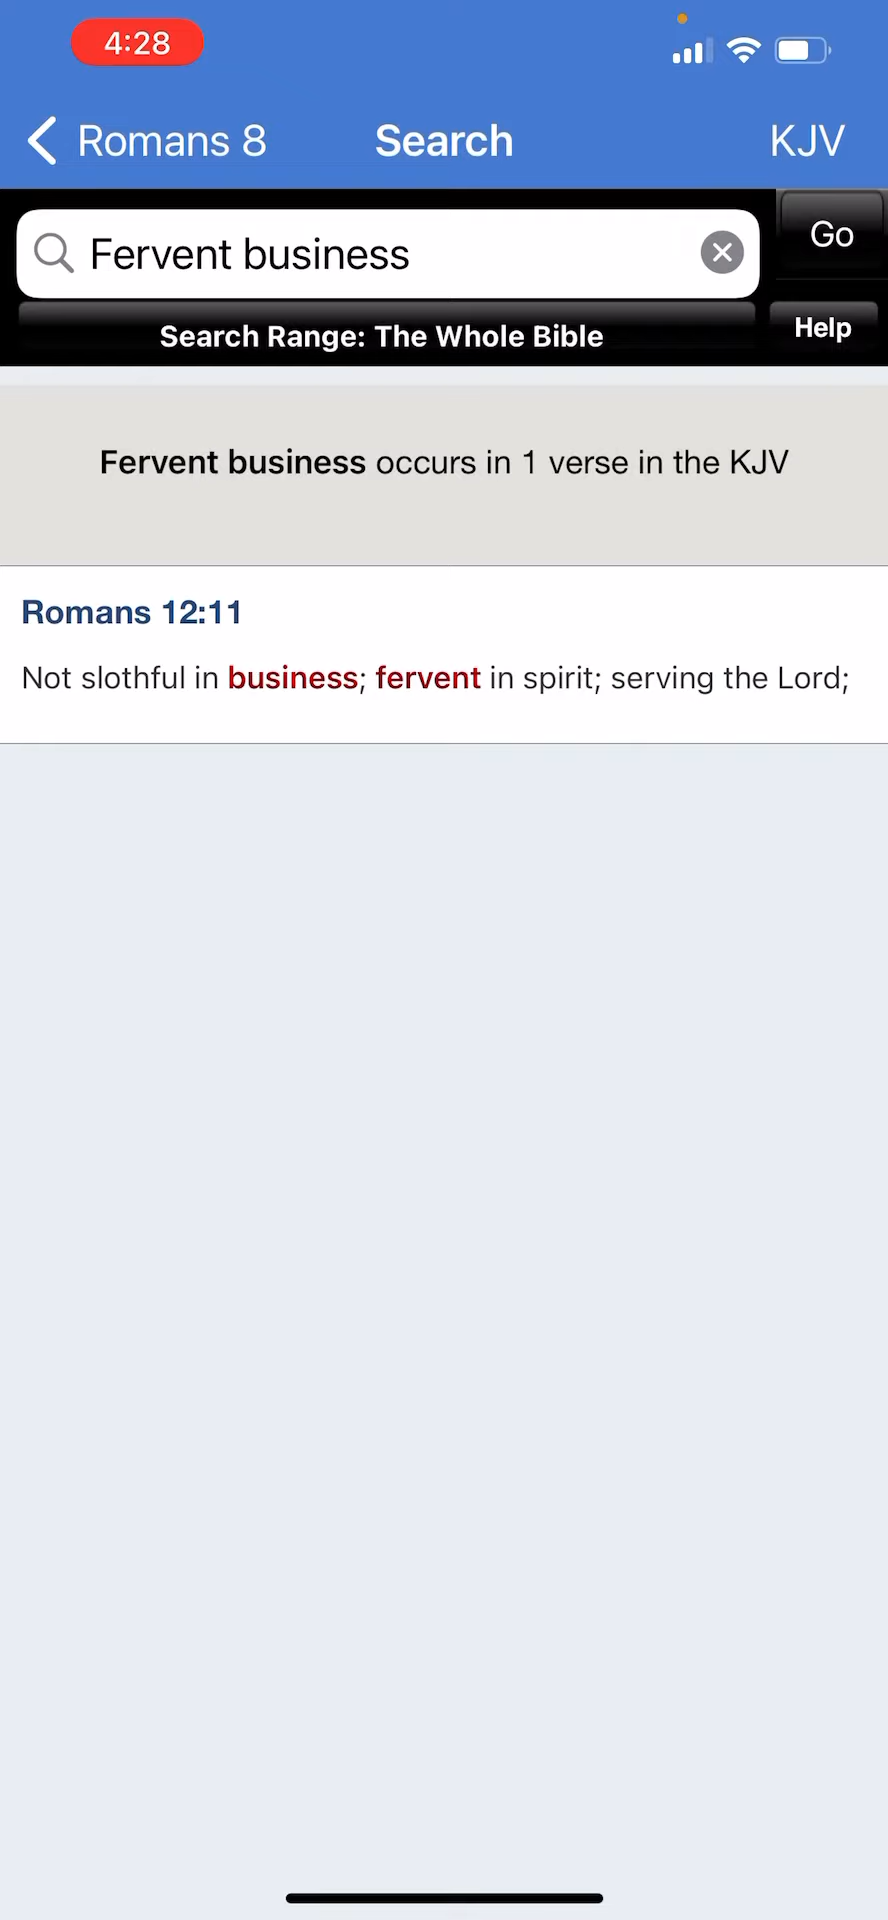 4:28
Romans 8 Search KJV
Fervent business Go
Search Range: The Whole Bible Help
Fervent business occurs in 1 verse in the KJV
Romans 12:11
Not slothful in business; fervent in spirit; serving the Lord;